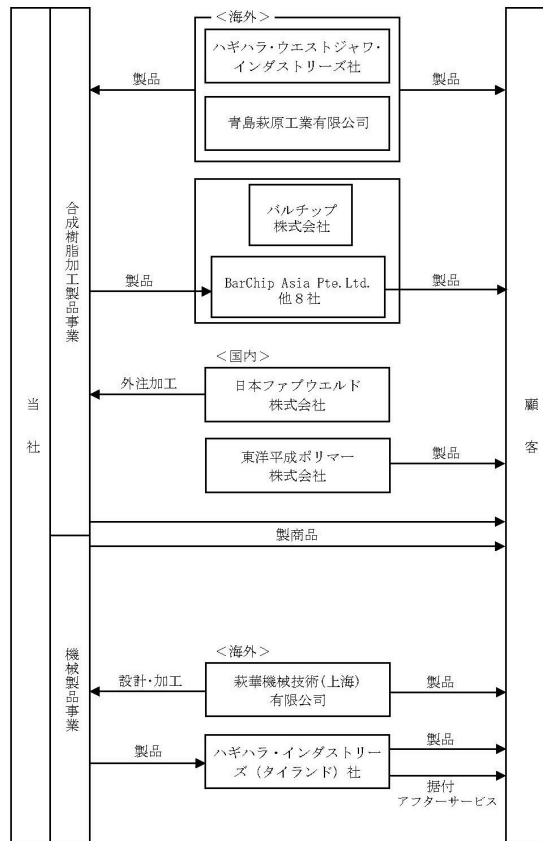 ＜海外＞
ハギハラ・ウエストジャワ・
インダストリーズ社
製品
製品
青島萩原工業有限公司
合成樹脂加工製品事業
バルチップ
株式会社
製品
BarChip Asia Pte.Ltd.
他８社
製品
＜国内＞
外注加工
日本ファブウエルド
株式会社
当社
顧客
東洋平成ポリマー
株式会社
製品
製商品
機械製品事業
＜海外＞
設計・加工
萩華機械技術(上海)
有限公司
製品
製品
ハギハラ・インダストリー
ズ（タイランド）社
製品
据付
アフターサービス